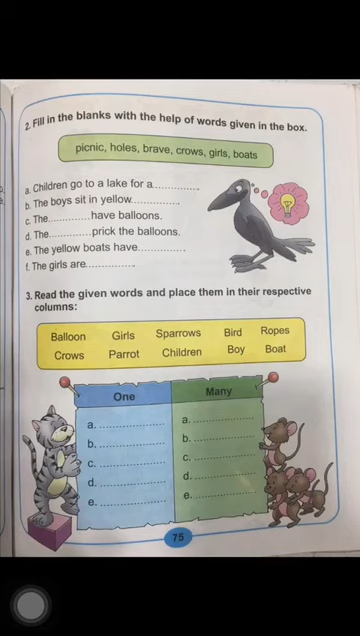 2. Fill in the blanks with the help of words given in the box.
picnic, holes, brave, crows, girls, boats
a. Children go to a lake for a...............
b. The boys sit in yellow...............
c. The.............have balloons.
d. The.............prick the balloons.
e. The yellow boats have...............
f. The girls are...............
3. Read the given words and place them in their respective
columns:
Balloon Girls Sparrows Bird Ropes
Crows Parrot Children Boy Boat
One Many
a. .................... a. ....................
b. .................... b. ....................
c. .................... c. ....................
d. .................... d. ....................
e. .................... e. ....................
75